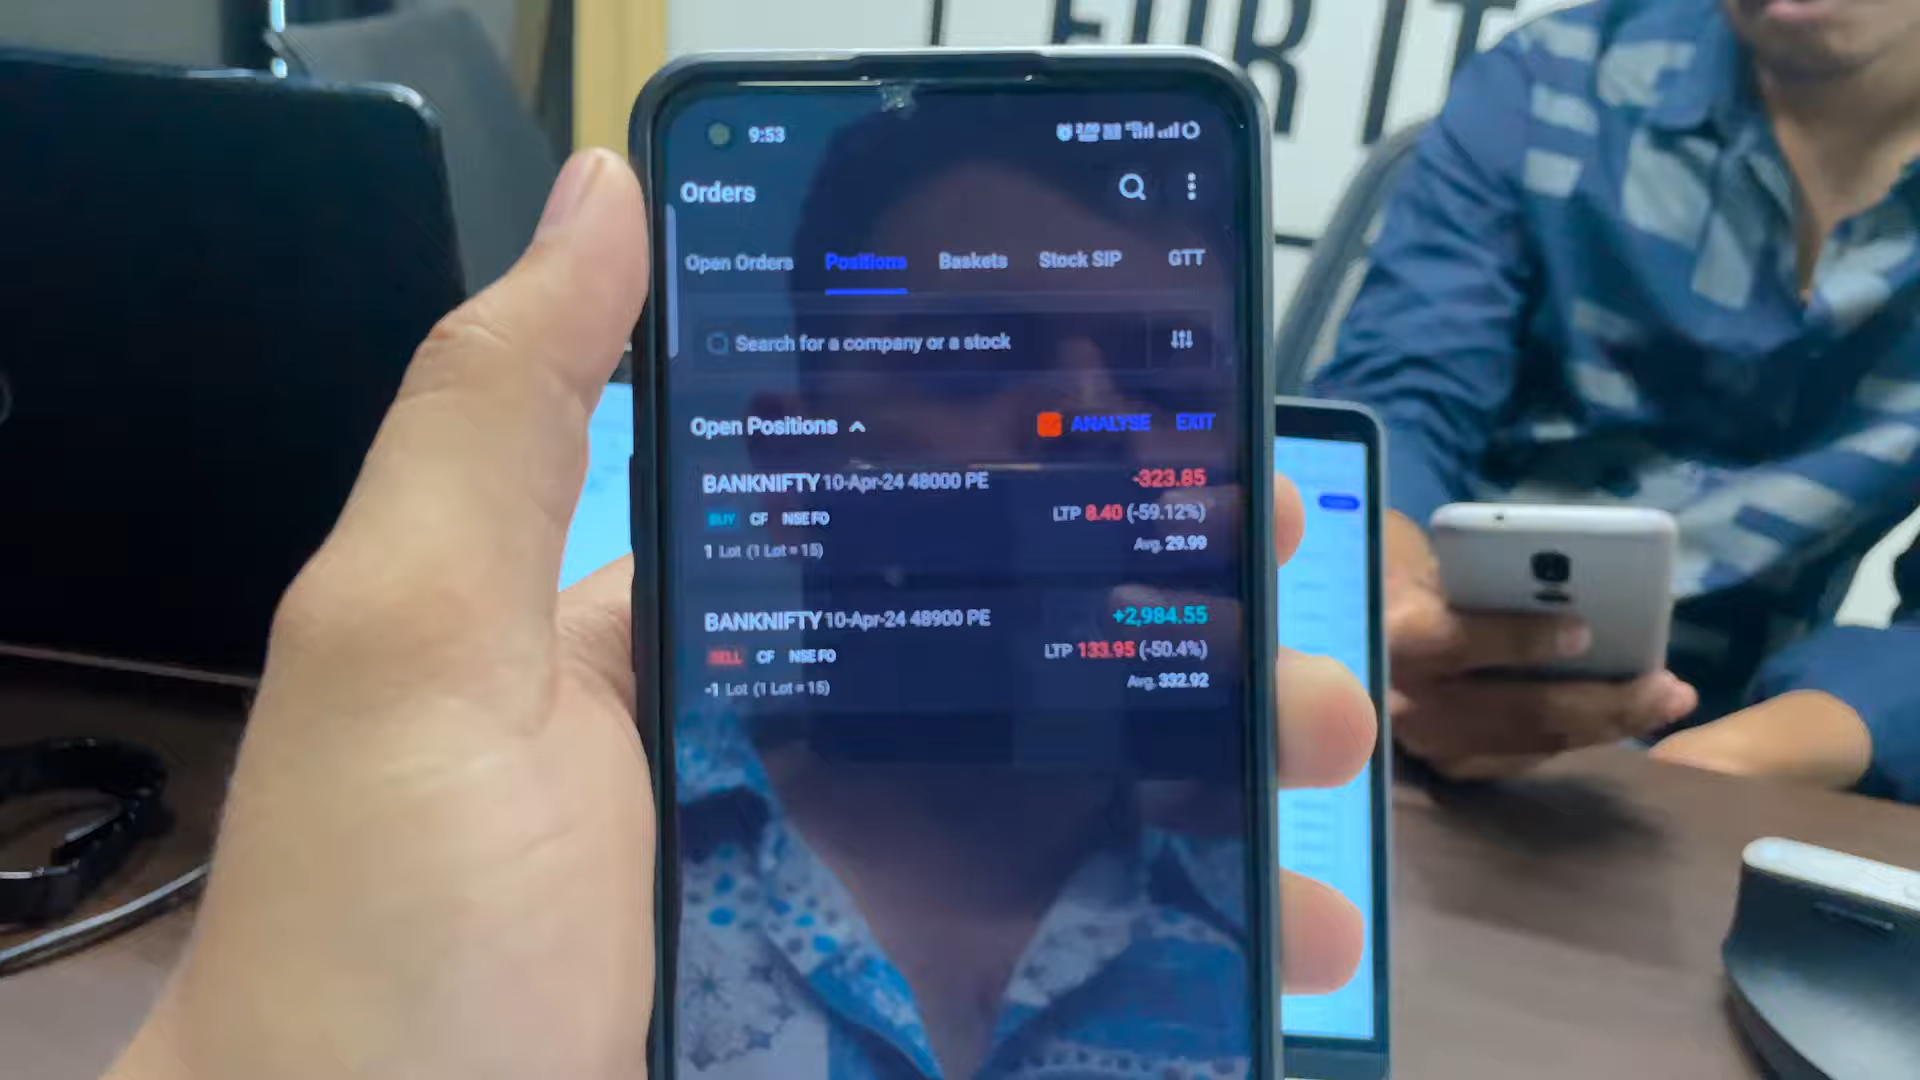 FOR IT
9:53
Orders
Open Orders Positions Baskets Stock SIP GTT
Search for a company or a stock
Open Positions ANALYSE EXIT
BANKNIFTY 10-Apr-24 48000 PE -323.85
BUY CF NSE FO LTP 8.40 (-59.12%)
1 Lot (1 Lot = 15) Avg. 29.99
BANKNIFTY 10-Apr-24 48900 PE +2,984.55
SELL CF NSE FO LTP 133.95 (-50.4%)
-1 Lot (1 Lot = 15) Avg. 332.92